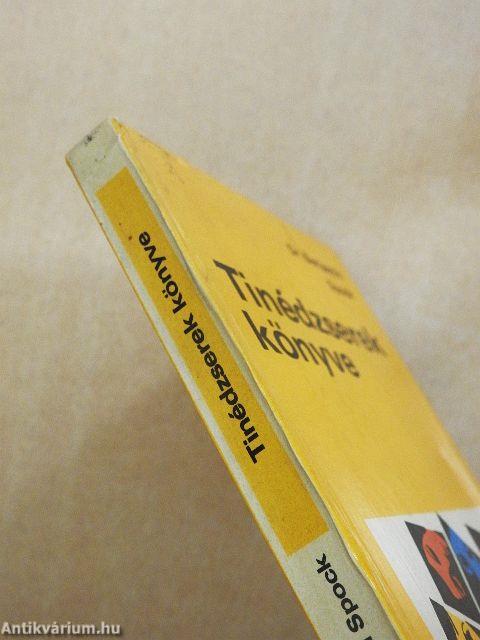 Tinédzserek
könyve
Tinédzserek könyve
Spock
Antikvárium.hu